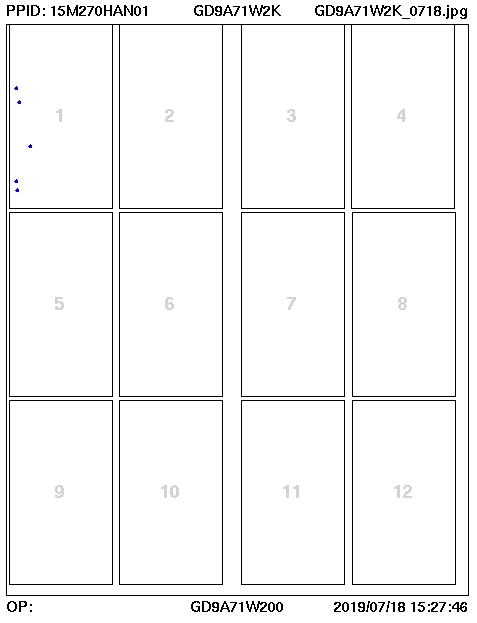 PPID: 15M270HAN01 GD9A71W2K GD9A71W2K_0718.jpg
1 2 3 4
5 6 7 8
9 10 11 12
OP: GD9A71W200 2019/07/18 15:27:46